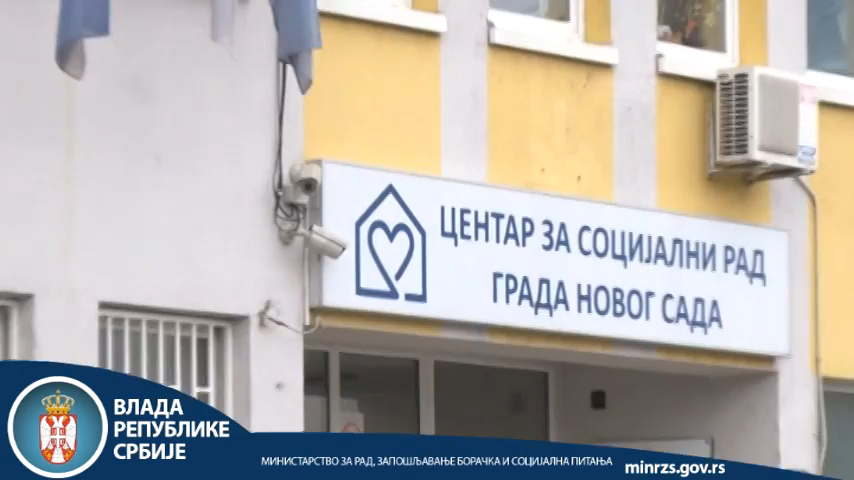 ЦЕНТАР ЗА СОЦИЈАЛНИ РАД
ГРАДА НОВОГ САДА
ВЛАДА
РЕПУБЛИКЕ
СРБИЈЕ
МИНИСТАРСТВО ЗА РАД, ЗАПОШЉАВАЊЕ БОРАЧКА И СОЦИЈАЛНА ПИТАЊА
minrzs.gov.rs